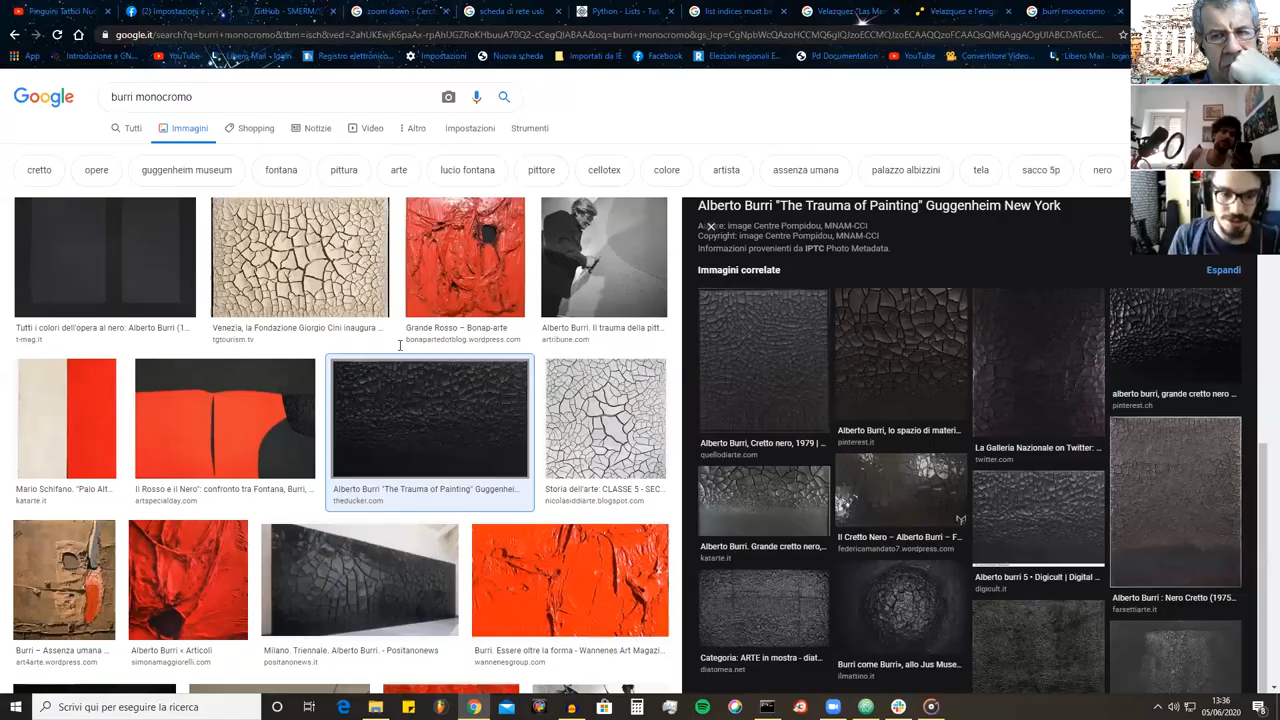 Penguini Tattici Nu
(2) Impostazioni e
GitHub - SMERM/
zoom down - Cerc
scheda di rete usb
Python - Lists - Tut
list indices must be
Velazquez "Las Me
Velazquez e l'enig
burri monocromo
google.it/search?q=burri+monocromo&tbm=isch&ved=
Introduzione a GN...
YouTube
Libero Mail - login
Registro elettronico...
Impostazioni
Nuova scheda
Importati da IE
Facebook
Elezioni regionali E...
Pd Documentation
YouTube
Convertitore Video...
Libero Mail - login
Google
burri monocromo
Tutti
Immagini
Shopping
Notizie
Video
Altro
Impostazioni
Strumenti
cretto
opere
guggenheim museum
fontana
pittura
arte
lucio fontana
pittore
cellotex
colore
artista
assenza umana
palazzo albizzini
tela
sacco 5p
nero
Alberto Burri "The Trauma of Painting" Guggenheim New York
image Centre Pompidou, MNAM-CCI
Copyright: image Centre Pompidou, MNAM-CCI
Informazioni provenienti da IPTC Photo Metadata.
Immagini correlate
Espandi
Tutti i colori dell'opera al nero: Alberto Burri (1...
t-mag.it
Venezia, la Fondazione Giorgio Cini inaugura ...
tgtourism.tv
Grande Rosso – Bonap-arte
bonapartedotblog.wordpress.com
Alberto Burri. Il trauma della pitt...
artribune.com
Mario Schifano. "Palo Alt...
katarte.it
Il Rosso e il Nero": confronto tra Fontana, Burri, ...
artspecialday.com
Alberto Burri "The Trauma of Painting" Guggenhei...
theducker.com
Storia dell'arte: CLASSE 5 - SEC...
nicolasiddiarte.blogspot.com
Burri – Assenza umana ...
art4arte.wordpress.com
Alberto Burri « Articoli
simonamaggiorelli.com
Milano. Triennale. Alberto Burri. - Positanonews
positanonews.it
Burri. Essere oltre la forma - Wannenes Art Magazi...
wannenesgroup.com
Alberto Burri, Cretto nero, 1979 | ...
quellodiarte.com
Alberto Burri, lo spazio di materi...
pinterest.it
La Galleria Nazionale on Twitter: ...
twitter.com
alberto burri, grande cretto nero ...
pinterest.ch
Alberto Burri. Grande cretto nero,...
katarte.it
Il Cretto Nero – Alberto Burri – F...
federicamandato7.wordpress.com
Alberto burri 5 • Digicult | Digital ...
digicult.it
Alberto Burri : Nero Cretto (1975...
farsettiarte.it
Categoria: ARTE in mostra - diat...
diatomea.net
Burri come Burri», allo Jus Muse...
ilmattino.it
Scrivi qui per eseguire la ricerca
13:36
05/06/2020